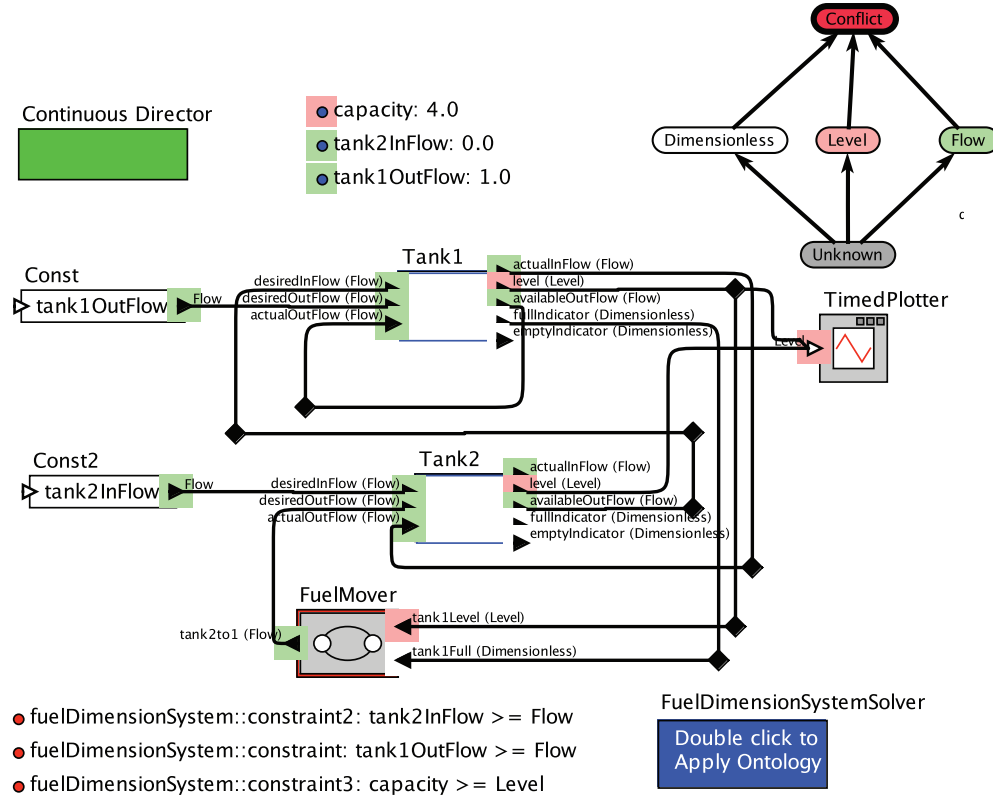 Conflict
Continuous Director
capacity: 4.0
tank2InFlow: 0.0
tank1OutFlow: 1.0
Dimensionless
Level
Flow
Unknown
Const
tank1OutFlow
Flow
Tank1
desiredInFlow (Flow)
desiredOutFlow (Flow)
actualOutFlow (Flow)
actualInFlow (Flow)
level (Level)
availableOutFlow (Flow)
fullIndicator (Dimensionless)
emptyIndicator (Dimensionless)
TimedPlotter
Level
Const2
tank2InFlow
Flow
Tank2
desiredInFlow (Flow)
desiredOutFlow (Flow)
actualOutFlow (Flow)
actualInFlow (Flow)
level (Level)
availableOutFlow (Flow)
fullIndicator (Dimensionless)
emptyIndicator (Dimensionless)
FuelMover
tank2to1 (Flow)
tank1Level (Level)
tank1Full (Dimensionless)
fuelDimensionSystem::constraint2: tank2InFlow >= Flow
fuelDimensionSystem::constraint: tank1OutFlow >= Flow
fuelDimensionSystem::constraint3: capacity >= Level
FuelDimensionSystemSolver
Double click to
Apply Ontology